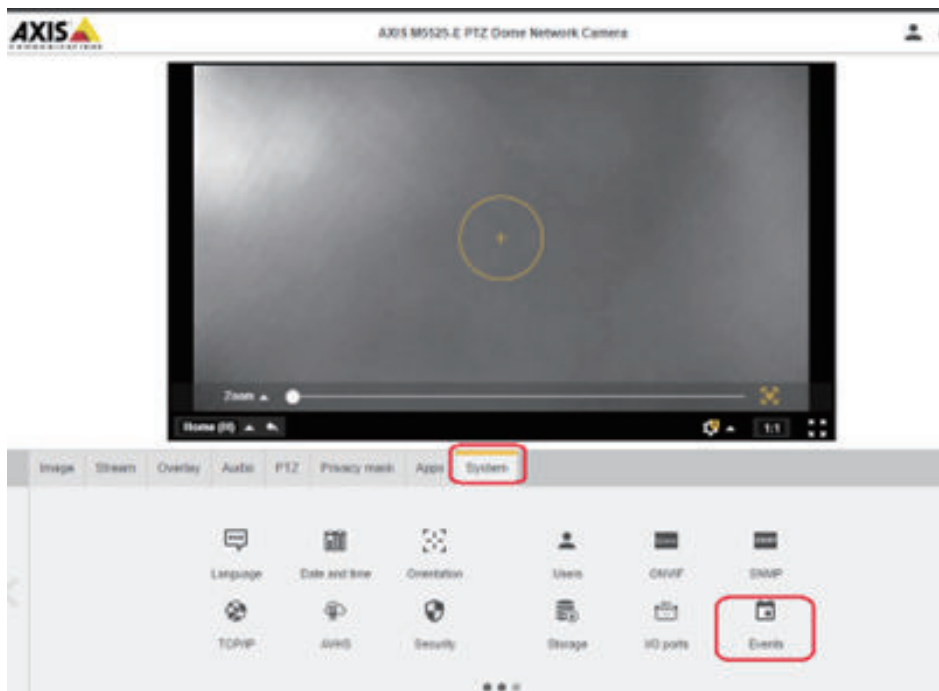 AXIS
COMMUNICATIONS
AXIS M5525-E PTZ Dome Network Camera
Zoom
Home (H)
1:1
Image Stream Overlay Audio PTZ Privacy mask Apps System
Language Date and time Orientation Users ONVIF SNMP
TCP/IP AVHS Security Storage I/O ports Events